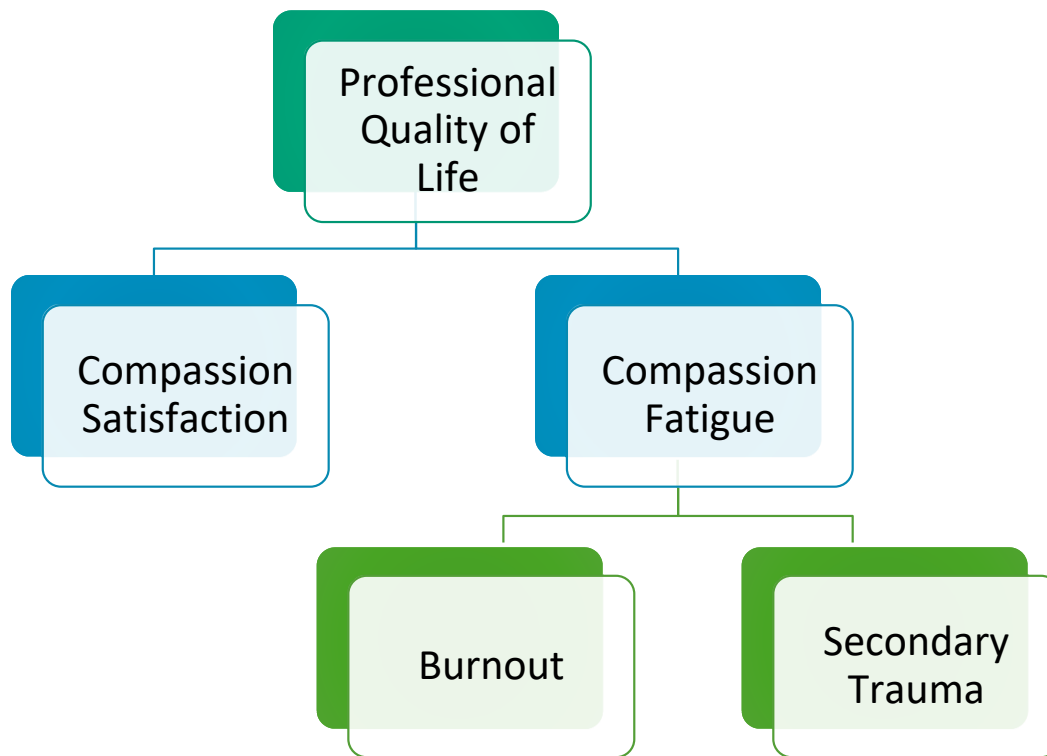 Professional
Quality of
Life
Compassion
Satisfaction
Compassion
Fatigue
Burnout
Secondary
Trauma